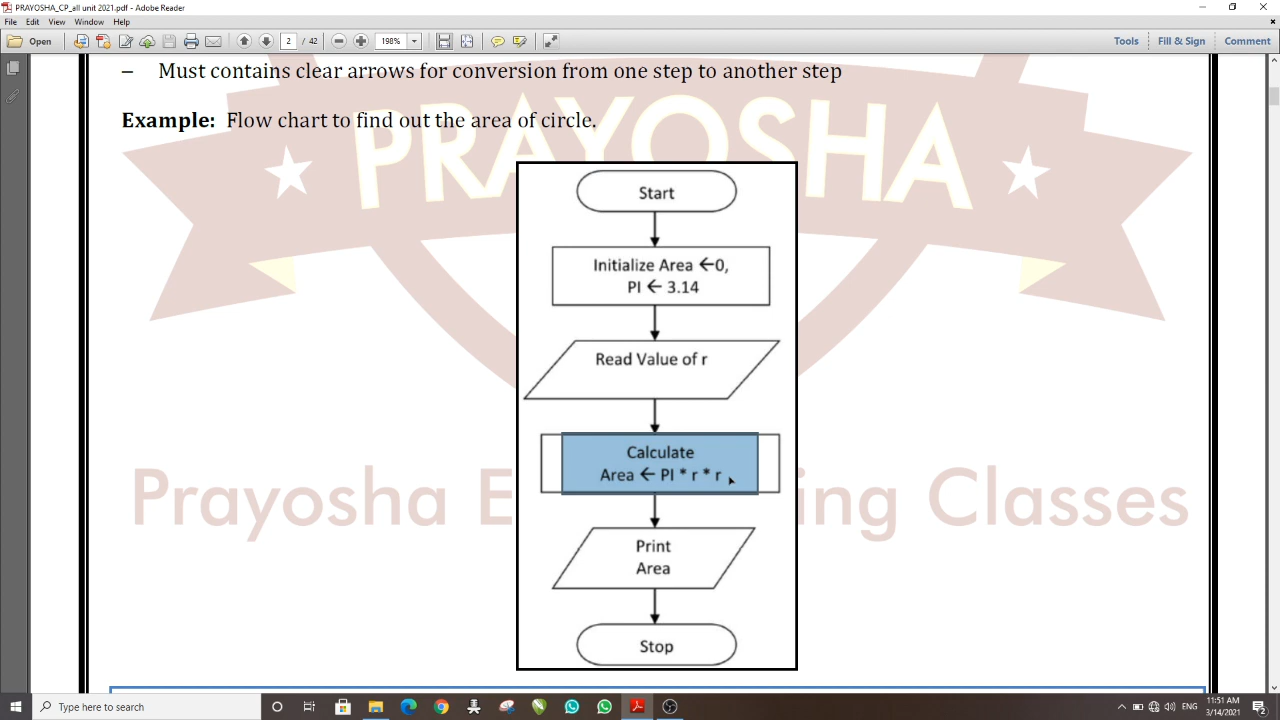 PRAYOSHA_CP_all unit 2021.pdf - Adobe Reader
File Edit View Window Help
Open 2 / 42 198% Tools Fill & Sign Comment
– Must contains clear arrows for conversion from one step to another step
Example: Flow chart to find out the area of circle.
PRAYOSHA
Start
Initialize Area ←0,
PI ← 3.14
Read Value of r
Calculate
Area ← PI * r * r
Prayosha E ing Classes
Print
Area
Stop
Type here to search
ENG
11:51 AM
3/14/2021
2